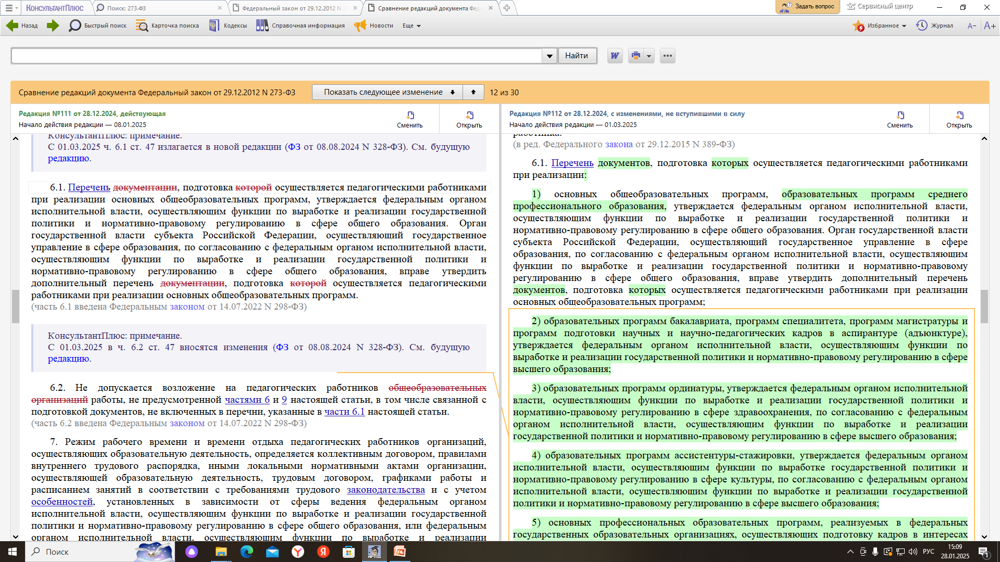 КонсультантПлюс
Поиск: 273-ФЗ
Федеральный закон от 29.12.2012 N 2
Сравнение редакций документа Фед
Задать вопрос
Сервисный центр
Назад
Быстрый поиск
Карточка поиска
Кодексы
Справочная информация
Новости
Еще
Избранное
Журнал
A−
A+
Найти
W
Сравнение редакций документа Федеральный закон от 29.12.2012 N 273-ФЗ
Показать следующее изменение
12 из 30
Редакция №111 от 28.12.2024, действующая
Начало действия редакции — 08.01.2025
Сменить
Открыть
КонсультантПлюс: примечание.
С 01.03.2025 ч. 6.1 ст. 47 излагается в новой редакции (ФЗ от 08.08.2024 N 328-ФЗ). См. будущую
редакцию.
6.1. Перечень документации, подготовка которой осуществляется педагогическими работниками
при реализации основных общеобразовательных программ, утверждается федеральным органом
исполнительной власти, осуществляющим функции по выработке и реализации государственной
политики и нормативно-правовому регулированию в сфере общего образования. Орган
государственной власти субъекта Российской Федерации, осуществляющий государственное
управление в сфере образования, по согласованию с федеральным органом исполнительной власти,
осуществляющим функции по выработке и реализации государственной политики и
нормативно-правовому регулированию в сфере общего образования, вправе утвердить
дополнительный перечень документации, подготовка которой осуществляется педагогическими
работниками при реализации основных общеобразовательных программ.
(часть 6.1 введена Федеральным законом от 14.07.2022 N 298-ФЗ)
КонсультантПлюс: примечание.
С 01.03.2025 в ч. 6.2 ст. 47 вносятся изменения (ФЗ от 08.08.2024 N 328-ФЗ). См. будущую
редакцию.
6.2. Не допускается возложение на педагогических работников общеобразовательных
организаций работы, не предусмотренной частями 6 и 9 настоящей статьи, в том числе связанной с
подготовкой документов, не включенных в перечни, указанные в части 6.1 настоящей статьи.
(часть 6.2 введена Федеральным законом от 14.07.2022 N 298-ФЗ)
7. Режим рабочего времени и времени отдыха педагогических работников организаций,
осуществляющих образовательную деятельность, определяется коллективным договором, правилами
внутреннего трудового распорядка, иными локальными нормативными актами организации,
осуществляющей образовательную деятельность, трудовым договором, графиками работы и
расписанием занятий в соответствии с требованиями трудового законодательства и с учетом
особенностей, установленных в зависимости от сферы ведения федеральным органом
исполнительной власти, осуществляющим функции по выработке и реализации государственной
политики и нормативно-правовому регулированию в сфере общего образования, или федеральным
органом исполнительной власти, осуществляющим функции по выработке и реализации
Редакция №112 от 28.12.2024, с изменениями, не вступившими в силу
Начало действия редакции — 01.03.2025
Сменить
Открыть
работника.
(в ред. Федерального закона от 29.12.2015 N 389-ФЗ)
6.1. Перечень документов, подготовка которых осуществляется педагогическими работниками
при реализации:
1) основных общеобразовательных программ, образовательных программ среднего
профессионального образования, утверждается федеральным органом исполнительной власти,
осуществляющим функции по выработке и реализации государственной политики и
нормативно-правовому регулированию в сфере общего образования. Орган государственной власти
субъекта Российской Федерации, осуществляющий государственное управление в сфере
образования, по согласованию с федеральным органом исполнительной власти, осуществляющим
функции по выработке и реализации государственной политики и нормативно-правовому
регулированию в сфере общего образования, вправе утвердить дополнительный перечень
документов, подготовка которых осуществляется педагогическими работниками при реализации
основных общеобразовательных программ;
2) образовательных программ бакалавриата, программ специалитета, программ магистратуры и
программ подготовки научных и научно-педагогических кадров в аспирантуре (адъюнктуре),
утверждается федеральным органом исполнительной власти, осуществляющим функции по
выработке и реализации государственной политики и нормативно-правовому регулированию в сфере
высшего образования;
3) образовательных программ ординатуры, утверждается федеральным органом исполнительной
власти, осуществляющим функции по выработке и реализации государственной политики и
нормативно-правовому регулированию в сфере здравоохранения, по согласованию с федеральным
органом исполнительной власти, осуществляющим функции по выработке и реализации
государственной политики и нормативно-правовому регулированию в сфере высшего образования;
4) образовательных программ ассистентуры-стажировки, утверждается федеральным органом
исполнительной власти, осуществляющим функции по выработке государственной политики и
нормативно-правовому регулированию в сфере культуры, по согласованию с федеральным органом
исполнительной власти, осуществляющим функции по выработке и реализации государственной
политики и нормативно-правовому регулированию в сфере высшего образования;
5) основных профессиональных образовательных программ, реализуемых в федеральных
государственных образовательных организациях, осуществляющих подготовку кадров в интересах
Поиск
РУС
15:09
28.01.2025
1